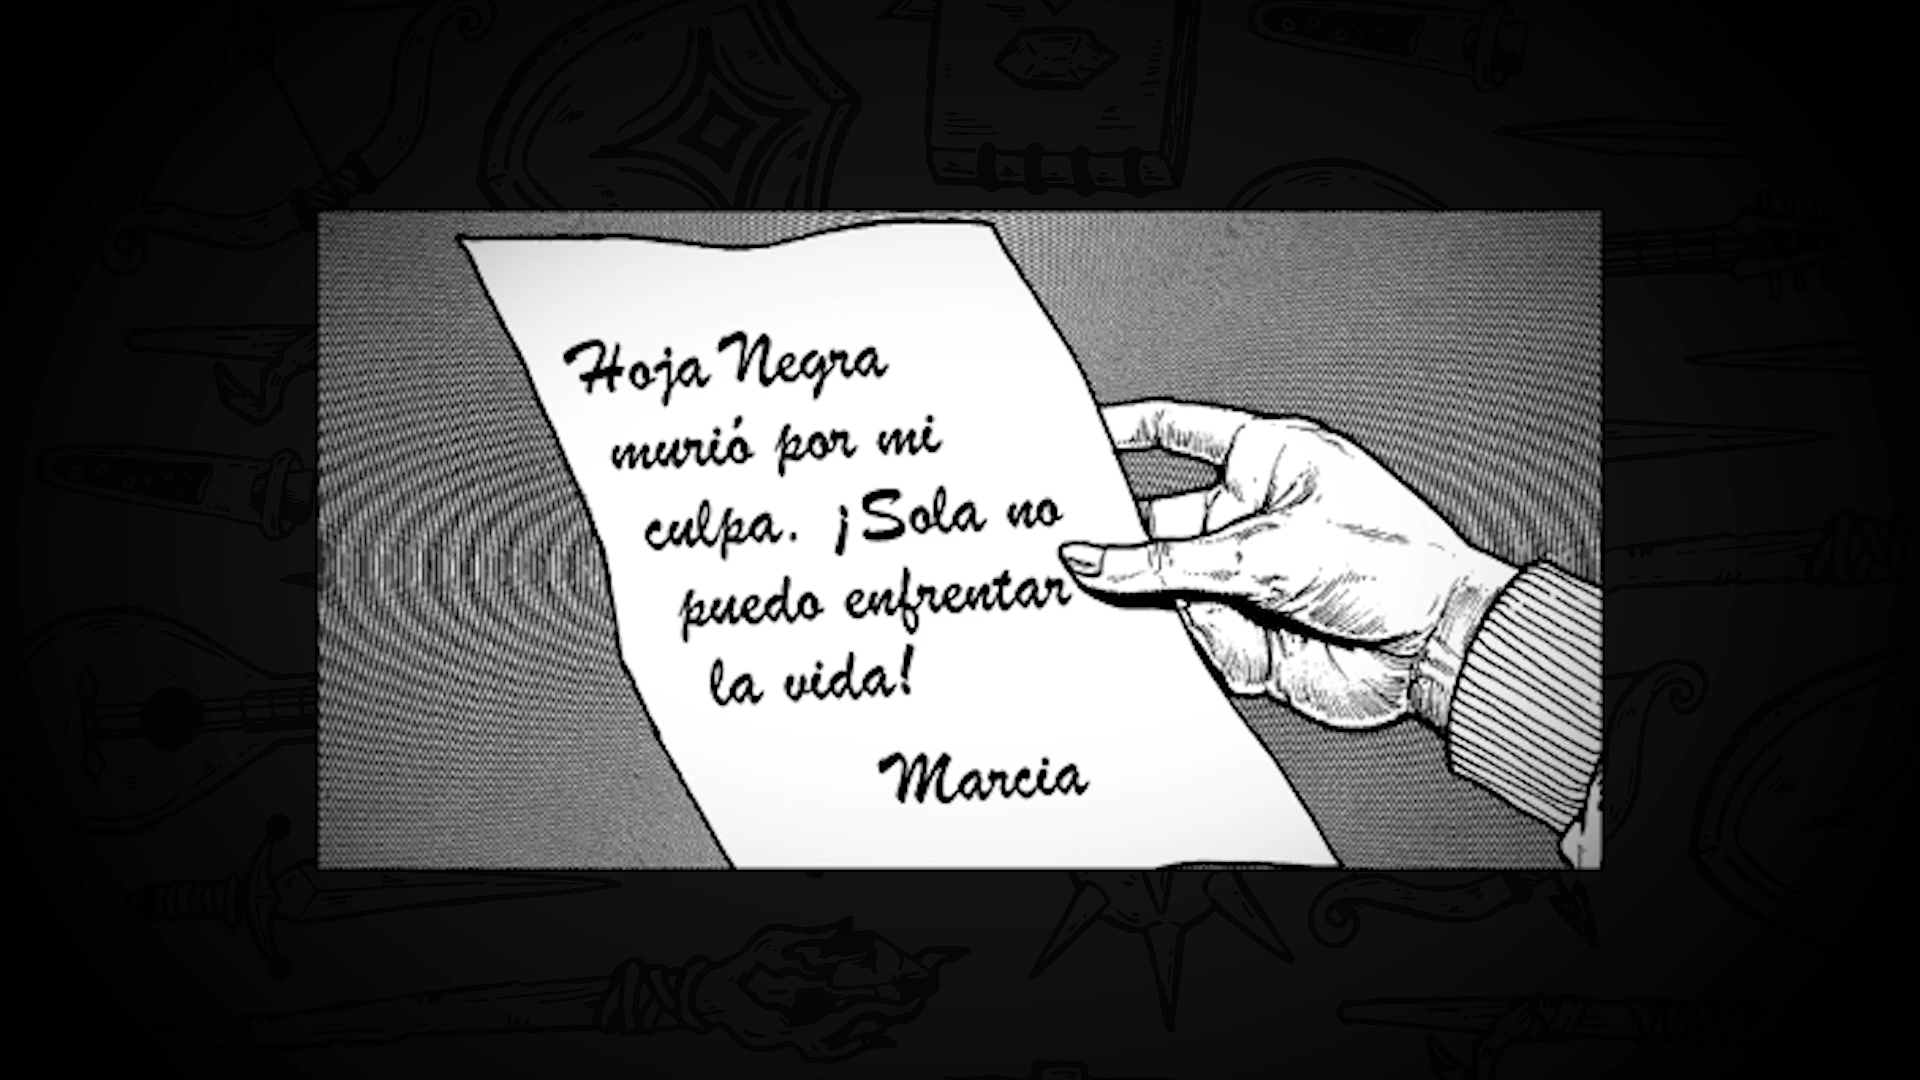 Hoja Negra
murió por mi
culpa. ¡Sola no
puedo enfrentar
la vida!
Marcia